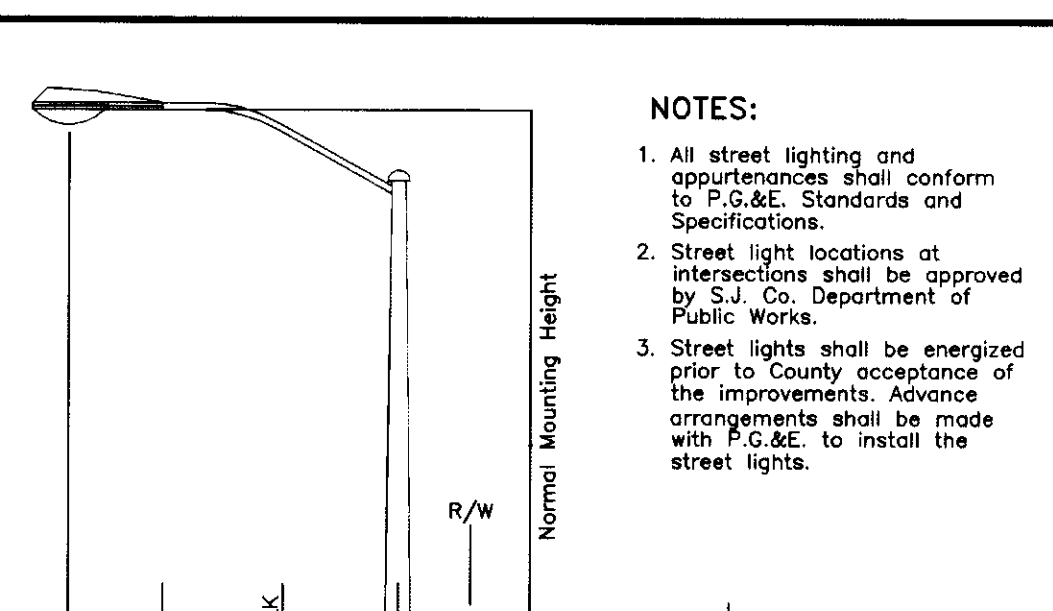 NOTES:
1. All street lighting and
appurtenances shall conform
to P.G.&E. Standards and
Specifications.
2. Street light locations at
intersections shall be approved
by S.J. Co. Department of
Public Works.
3. Street lights shall be energized
prior to County acceptance of
the improvements. Advance
arrangements shall be made
with P.G.&E. to install the
street lights.
Normal Mounting Height
R/W